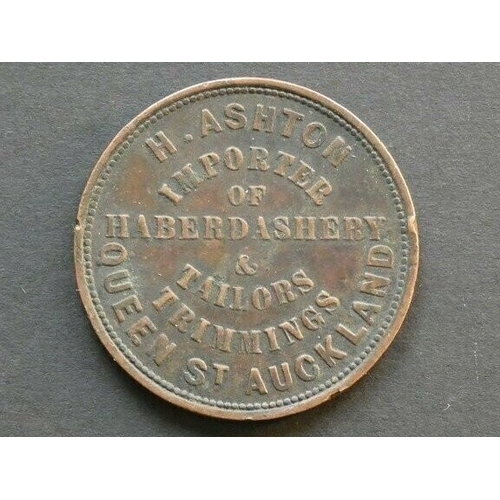 H. ASHTON
IMPORTER
OF
HABERDASHERY
&
TAILORS
TRIMMINGS
QUEEN ST AUCKLAND